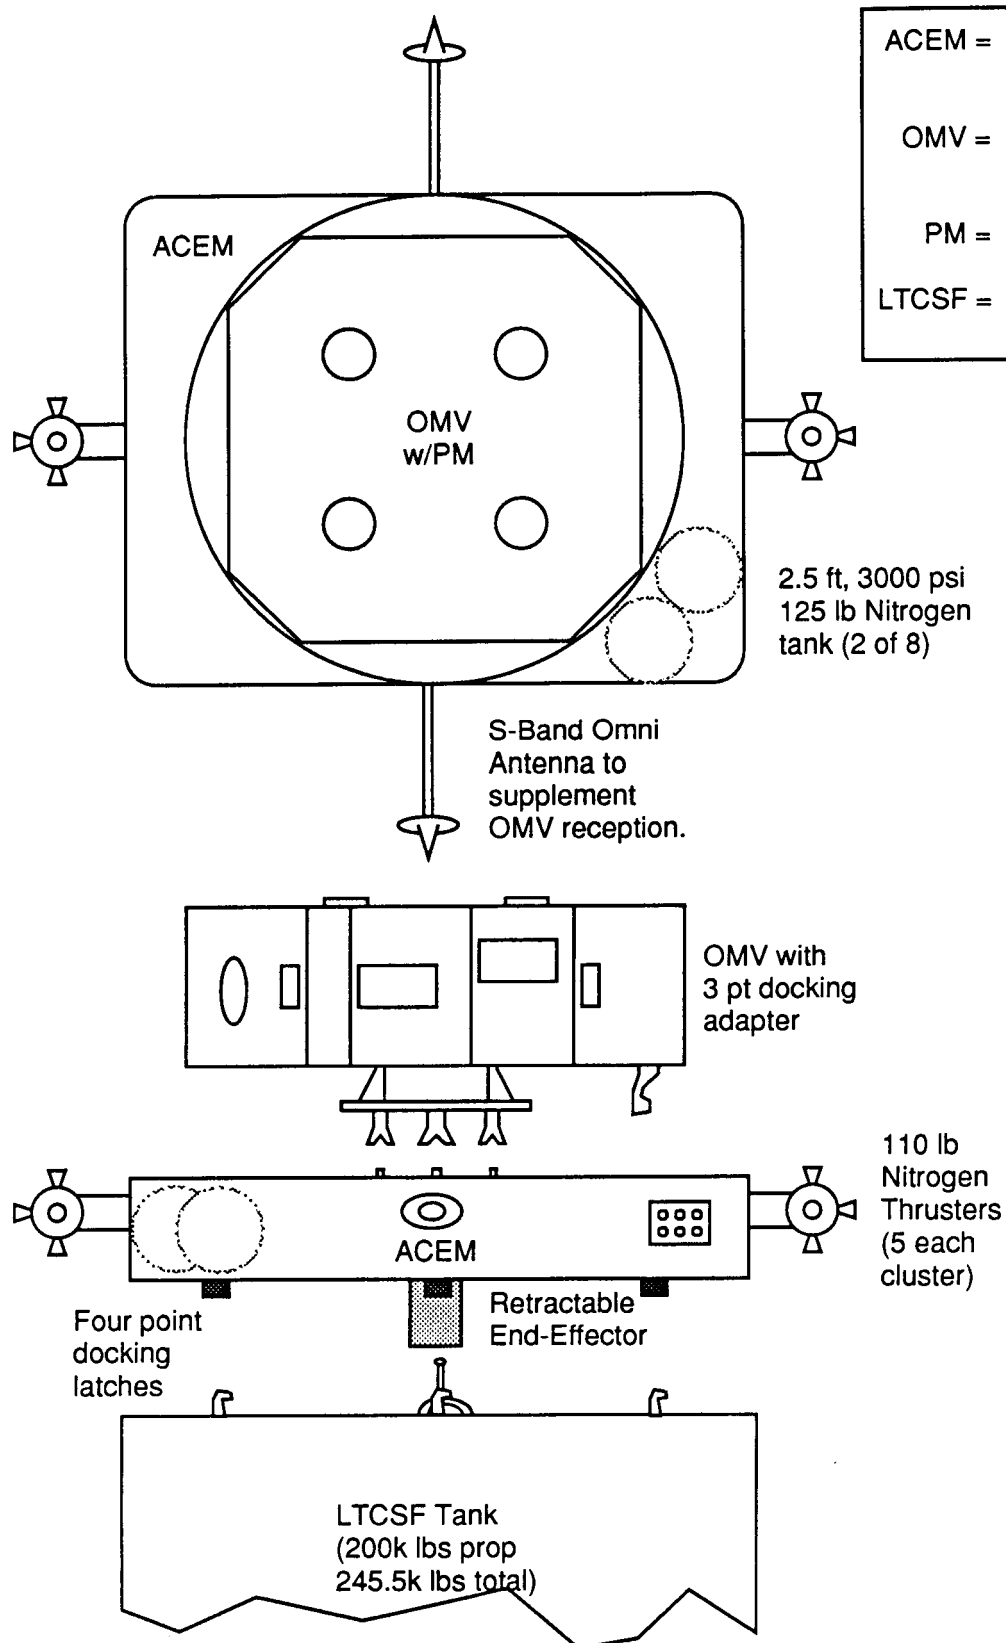 ACEM =
OMV =
PM =
LTCSF =
ACEM
OMV
w/PM
2.5 ft, 3000 psi
125 lb Nitrogen
tank (2 of 8)
S-Band Omni
Antenna to
supplement
OMV reception.
OMV with
3 pt docking
adapter
110 lb
Nitrogen
Thrusters
(5 each
cluster)
ACEM
Four point
docking
latches
Retractable
End-Effector
LTCSF Tank
(200k lbs prop
245.5k lbs total)